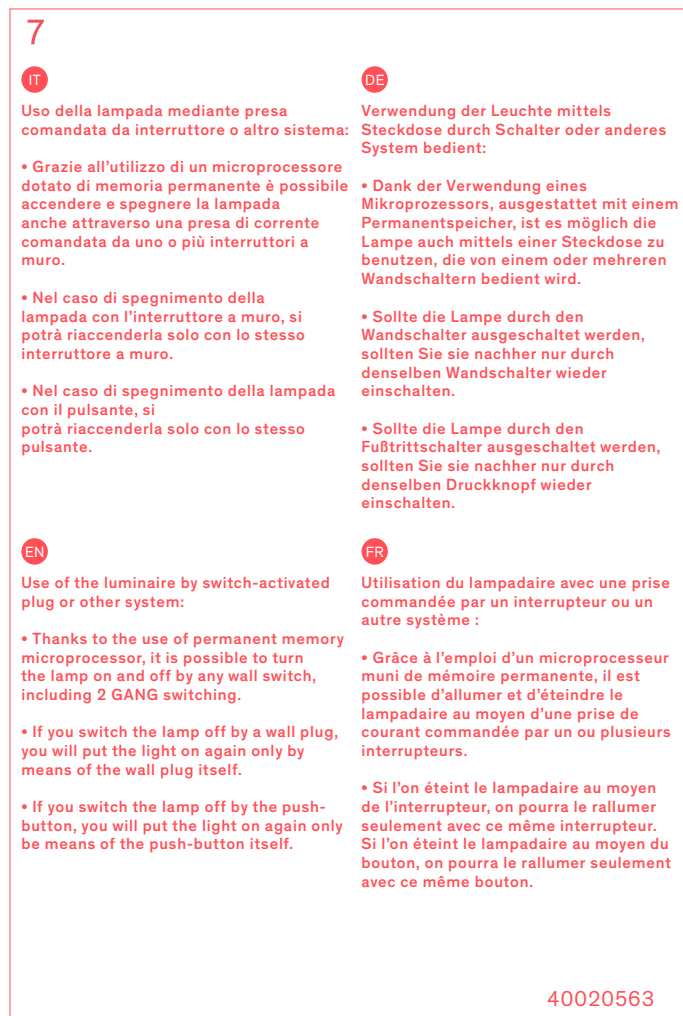 7
IT
Uso della lampada mediante presa
comandata da interruttore o altro sistema:
• Grazie all'utilizzo di un microprocessore
dotato di memoria permanente è possibile
accendere e spegnere la lampada
anche attraverso una presa di corrente
comandata da uno o più interruttori a
muro.
• Nel caso di spegnimento della
lampada con l'interruttore a muro, si
potrà riaccenderla solo con lo stesso
interruttore a muro.
• Nel caso di spegnimento della lampada
con il pulsante, si
potrà riaccenderla solo con lo stesso
pulsante.
DE
Verwendung der Leuchte mittels
Steckdose durch Schalter oder anderes
System bedient:
• Dank der Verwendung eines
Mikroprozessors, ausgestattet mit einem
Permanentspeicher, ist es möglich die
Lampe auch mittels einer Steckdose zu
benutzen, die von einem oder mehreren
Wandschaltern bedient wird.
• Sollte die Lampe durch den
Wandschalter ausgeschaltet werden,
sollten Sie sie nachher nur durch
denselben Wandschalter wieder
einschalten.
• Sollte die Lampe durch den
Fußtrittschalter ausgeschaltet werden,
sollten Sie sie nachher nur durch
denselben Druckknopf wieder
einschalten.
EN
Use of the luminaire by switch-activated
plug or other system:
• Thanks to the use of permanent memory
microprocessor, it is possible to turn
the lamp on and off by any wall switch,
including 2 GANG switching.
• If you switch the lamp off by a wall plug,
you will put the light on again only by
means of the wall plug itself.
• If you switch the lamp off by the push-
button, you will put the light on again only
be means of the push-button itself.
FR
Utilisation du lampadaire avec une prise
commandée par un interrupteur ou un
autre système :
• Grâce à l'emploi d'un microprocesseur
muni de mémoire permanente, il est
possible d'allumer et d'éteindre le
lampadaire au moyen d'une prise de
courant commandée par un ou plusieurs
interrupteurs.
• Si l'on éteint le lampadaire au moyen
de l'interrupteur, on pourra le rallumer
seulement avec ce même interrupteur.
Si l'on éteint le lampadaire au moyen du
bouton, on pourra le rallumer seulement
avec ce même bouton.
40020563